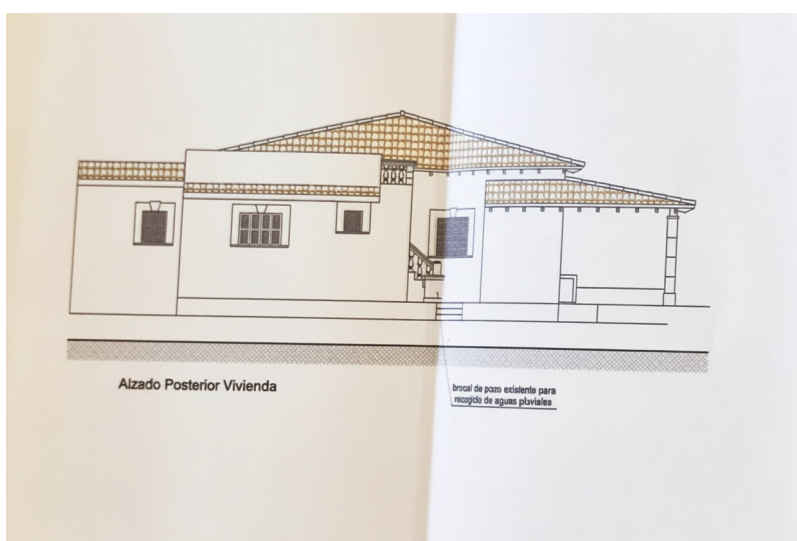 Alzado Posterior Vivienda
brocal de pozo existente para
recogida de aguas pluviales